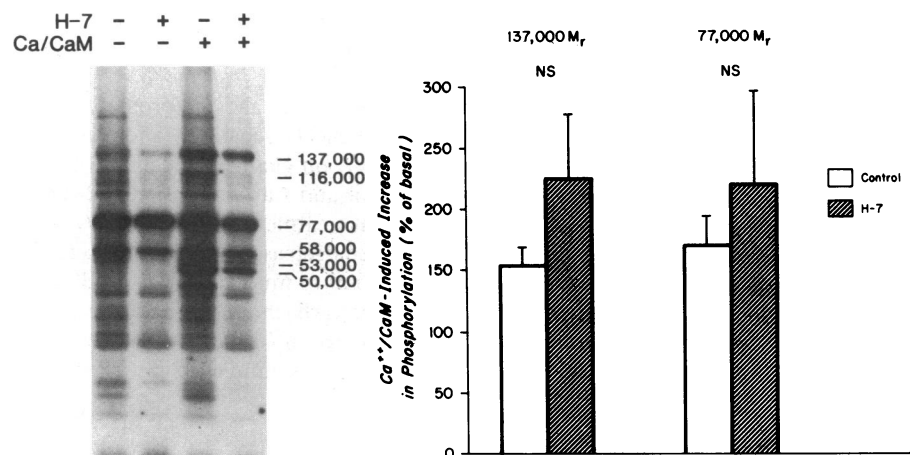 H-7 – + – +
Ca/CaM – – + +
– 137,000
– 116,000
– 77,000
58,000
53,000
50,000
137,000 Mr 77,000 Mr
NS NS
Ca++/CaM-Induced Increase
in Phosphorylation (% of basal)
300
250
200
150
100
50
0
Control
H-7